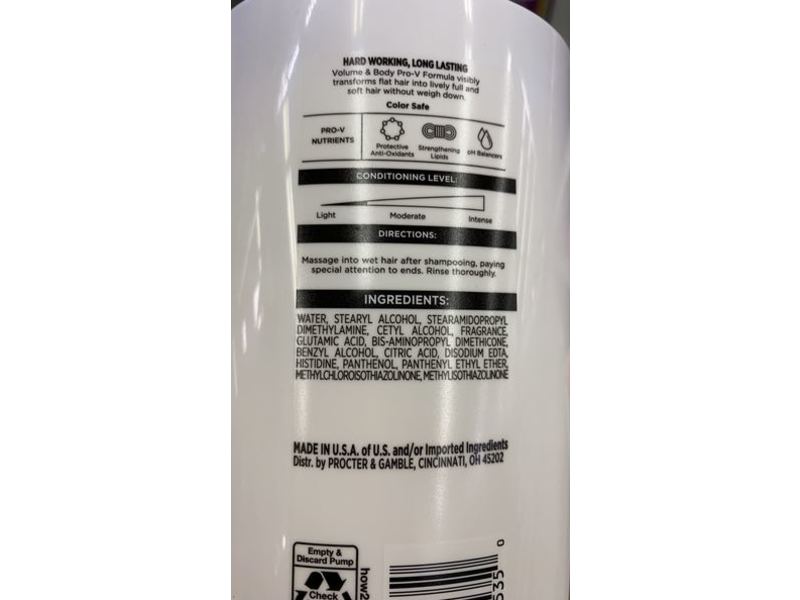 HARD WORKING, LONG LASTING
Volume & Body Pro-V Formula visibly
transforms flat hair into lively full and
soft hair without weigh down.
Color Safe
PRO-V
NUTRIENTS
Protective
Anti-Oxidants
Strengthening
Lipids
pH Balancers
CONDITIONING LEVEL:
Light
Moderate
Intense
DIRECTIONS:
Massage into wet hair after shampooing, paying
special attention to ends. Rinse thoroughly.
INGREDIENTS:
WATER, STEARYL ALCOHOL, STEARAMIDOPROPYL
DIMETHYLAMINE, CETYL ALCOHOL, FRAGRANCE,
GLUTAMIC ACID, BIS-AMINOPROPYL DIMETHICONE,
BENZYL ALCOHOL, CITRIC ACID, DISODIUM EDTA,
HISTIDINE, PANTHENOL, PANTHENYL ETHYL ETHER,
METHYLCHLOROISOTHIAZOLINONE, METHYLISOTHIAZOLINONE
MADE IN U.S.A. of U.S. and/or Imported Ingredients
Distr. by PROCTER & GAMBLE, CINCINNATI, OH 45202
Empty &
Discard Pump
Check
how2
535
0